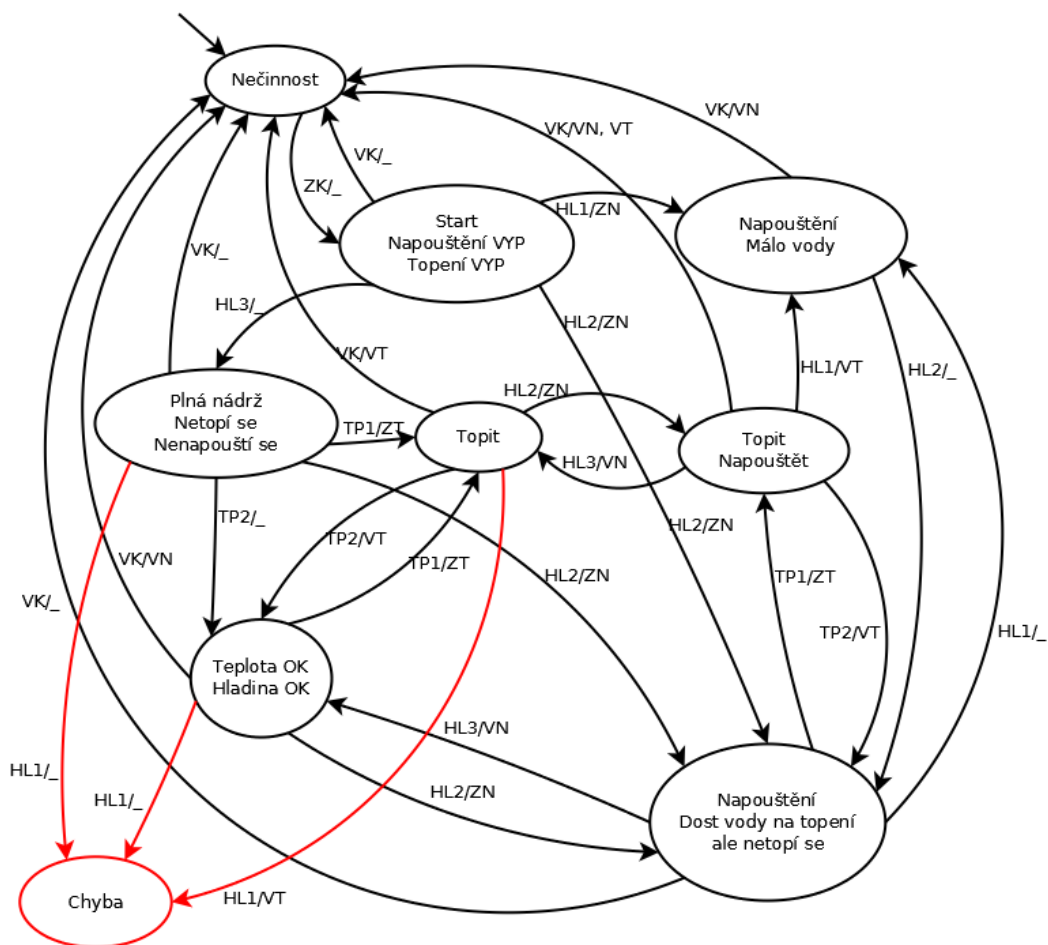 Nečinnost
VK/VN
VK/VN, VT
VK/_
ZK/_
HL1/ZN
Start
Napouštění VYP
Topení VYP
Napouštění
Málo vody
VK/_
HL3/_
HL2/ZN
VK/VT
HL1/VT
HL2/_
HL2/ZN
Plná nádrž
Netopí se
Nenapouští se
TP1/ZT
Topit
Topit
Napouštět
HL3/VN
TP2/_
HL2/ZN
TP2/VT
VK/VN
TP1/ZT
HL2/ZN
TP1/ZT
VK/_
TP2/VT
HL1/_
Teplota OK
Hladina OK
HL3/VN
HL1/_
HL2/ZN
HL1/_
Napouštění
Dost vody na topení
ale netopí se
Chyba
HL1/VT